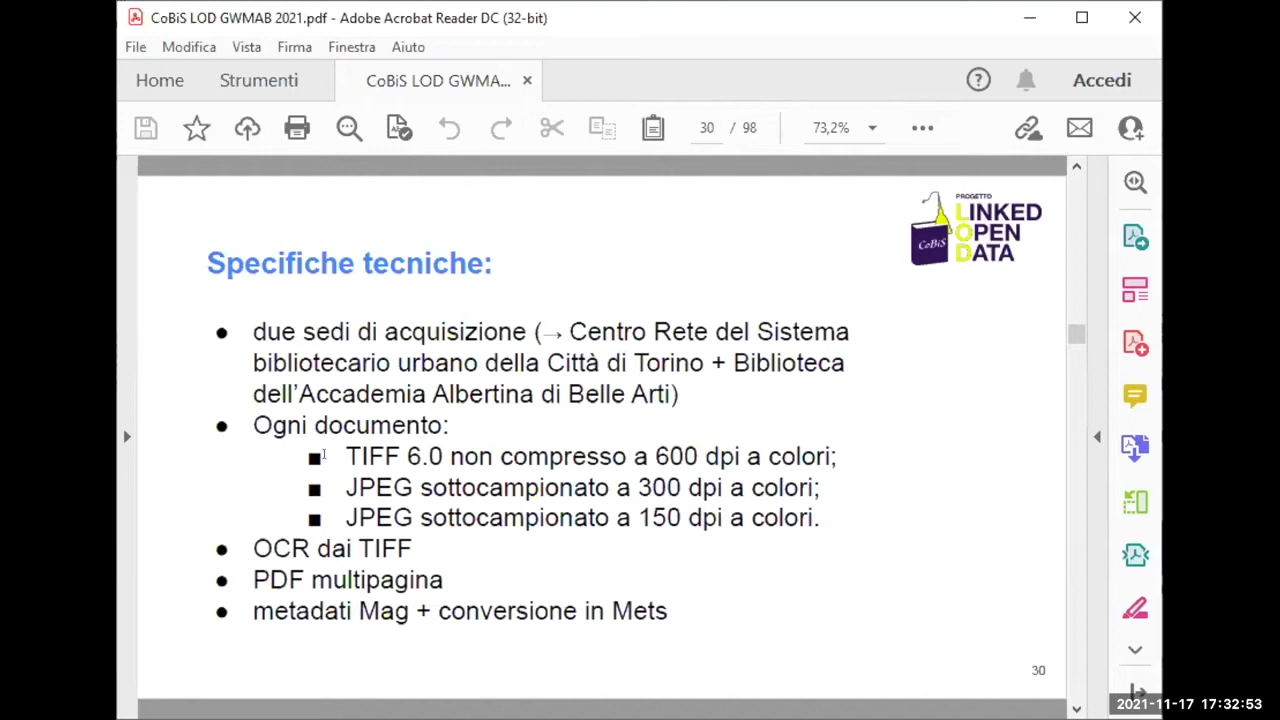 CoBiS LOD GWMAB 2021.pdf - Adobe Acrobat Reader DC (32-bit)
File Modifica Vista Firma Finestra Aiuto
Home Strumenti CoBiS LOD GWMA... Accedi
30 / 98 73,2%
PROGETTO
LINKED
OPEN
DATA
CoBiS
Specifiche tecniche:
● due sedi di acquisizione (→ Centro Rete del Sistema
bibliotecario urbano della Città di Torino + Biblioteca
dell’Accademia Albertina di Belle Arti)
● Ogni documento:
■ TIFF 6.0 non compresso a 600 dpi a colori;
■ JPEG sottocampionato a 300 dpi a colori;
■ JPEG sottocampionato a 150 dpi a colori.
● OCR dai TIFF
● PDF multipagina
● metadati Mag + conversione in Mets
30
2021-11-17 17:32:53